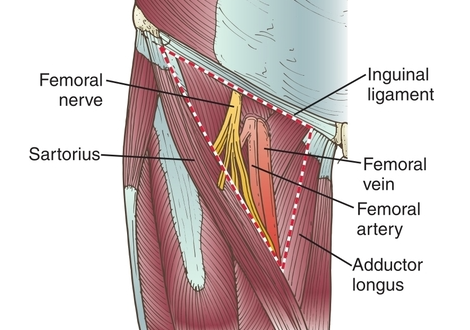 Femoral
nerve
Sartorius
Inguinal
ligament
Femoral
vein
Femoral
artery
Adductor
longus